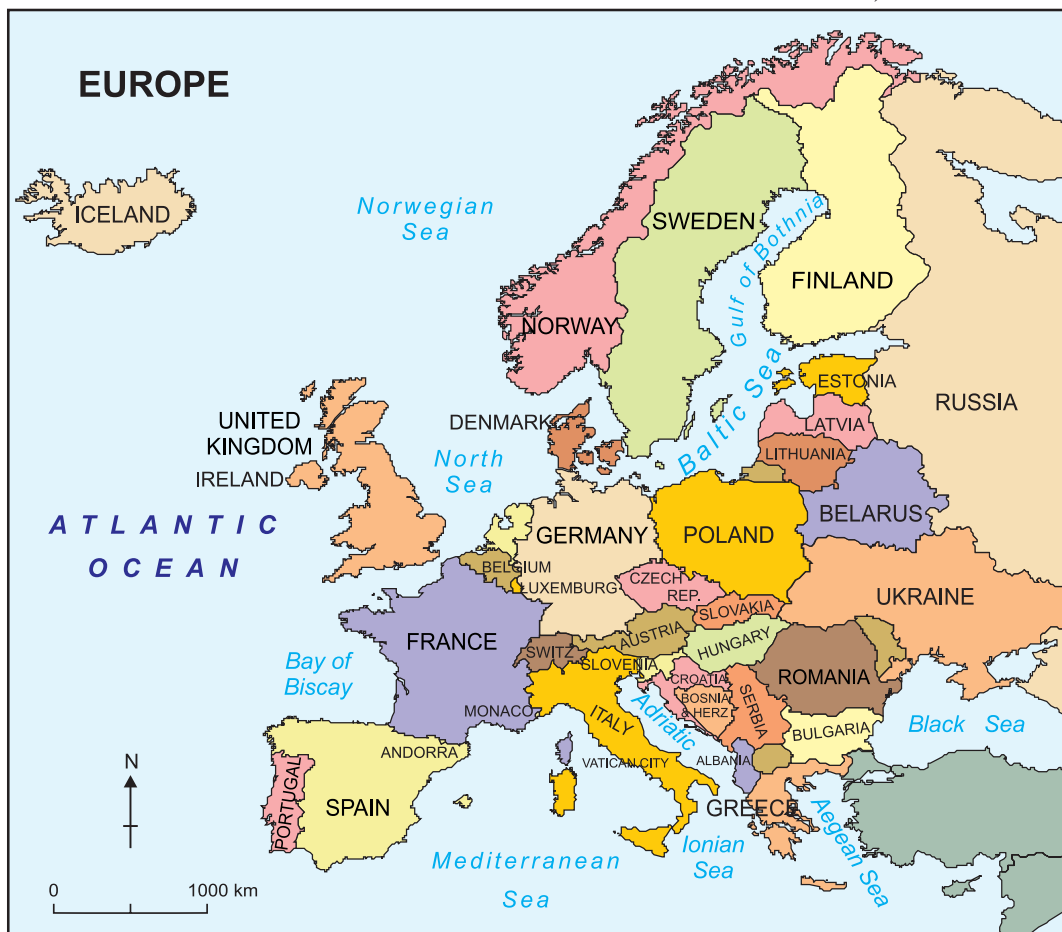 EUROPE
ICELAND
Norwegian
Sea
SWEDEN
Gulf of Bothnia
FINLAND
NORWAY
ESTONIA
RUSSIA
Baltic Sea
LATVIA
UNITED
KINGDOM
DENMARK
LITHUANIA
IRELAND
North
Sea
BELARUS
ATLANTIC
OCEAN
GERMANY
POLAND
BELGIUM
LUXEMBURG
CZECH
REP.
UKRAINE
SLOVAKIA
FRANCE
AUSTRIA
HUNGARY
SWITZ
SLOVENIA
Bay of
Biscay
CROATIA
ROMANIA
BOSNIA
& HERZ
SERBIA
MONACO
ITALY
Adriatic
Black Sea
BULGARIA
ANDORRA
VATICAN CITY
ALBANIA
N
PORTUGAL
SPAIN
GREECE
Aegean Sea
Mediterranean
Sea
Ionian
Sea
0
1000 km